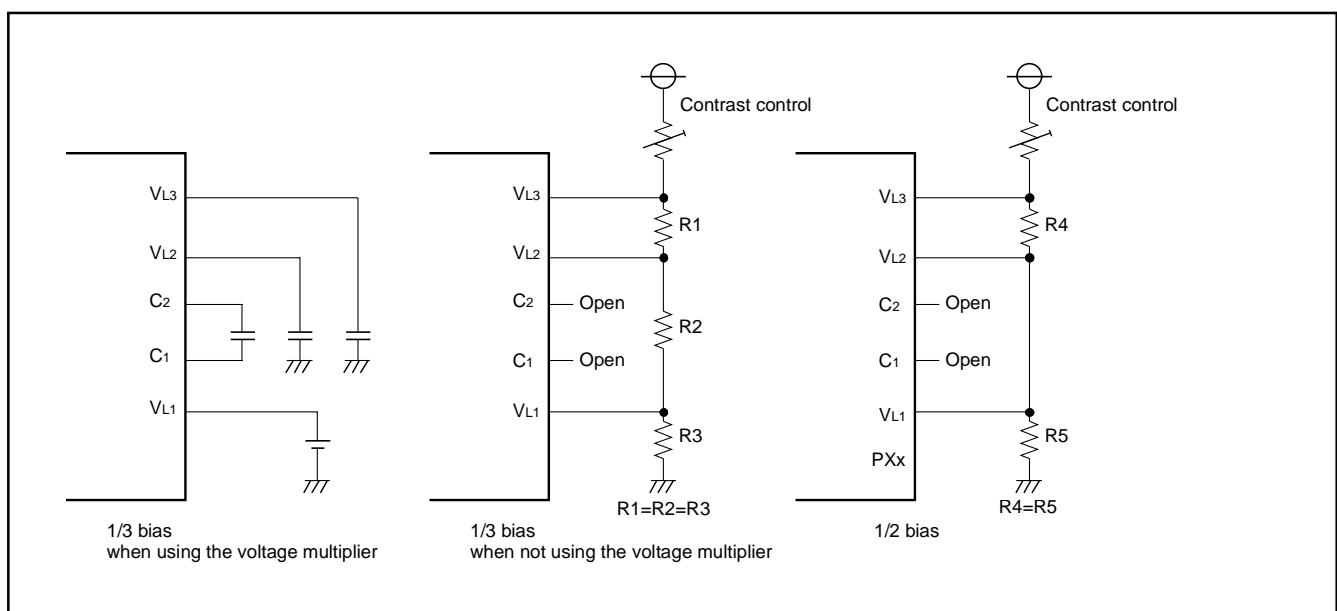 VL3
VL2
C2
C1
VL1
1/3 bias
when using the voltage multiplier
Contrast control
VL3
R1
VL2
C2
Open
R2
C1
Open
VL1
R3
R1=R2=R3
1/3 bias
when not using the voltage multiplier
Contrast control
VL3
R4
VL2
C2
Open
C1
Open
VL1
R5
PXx
R4=R5
1/2 bias